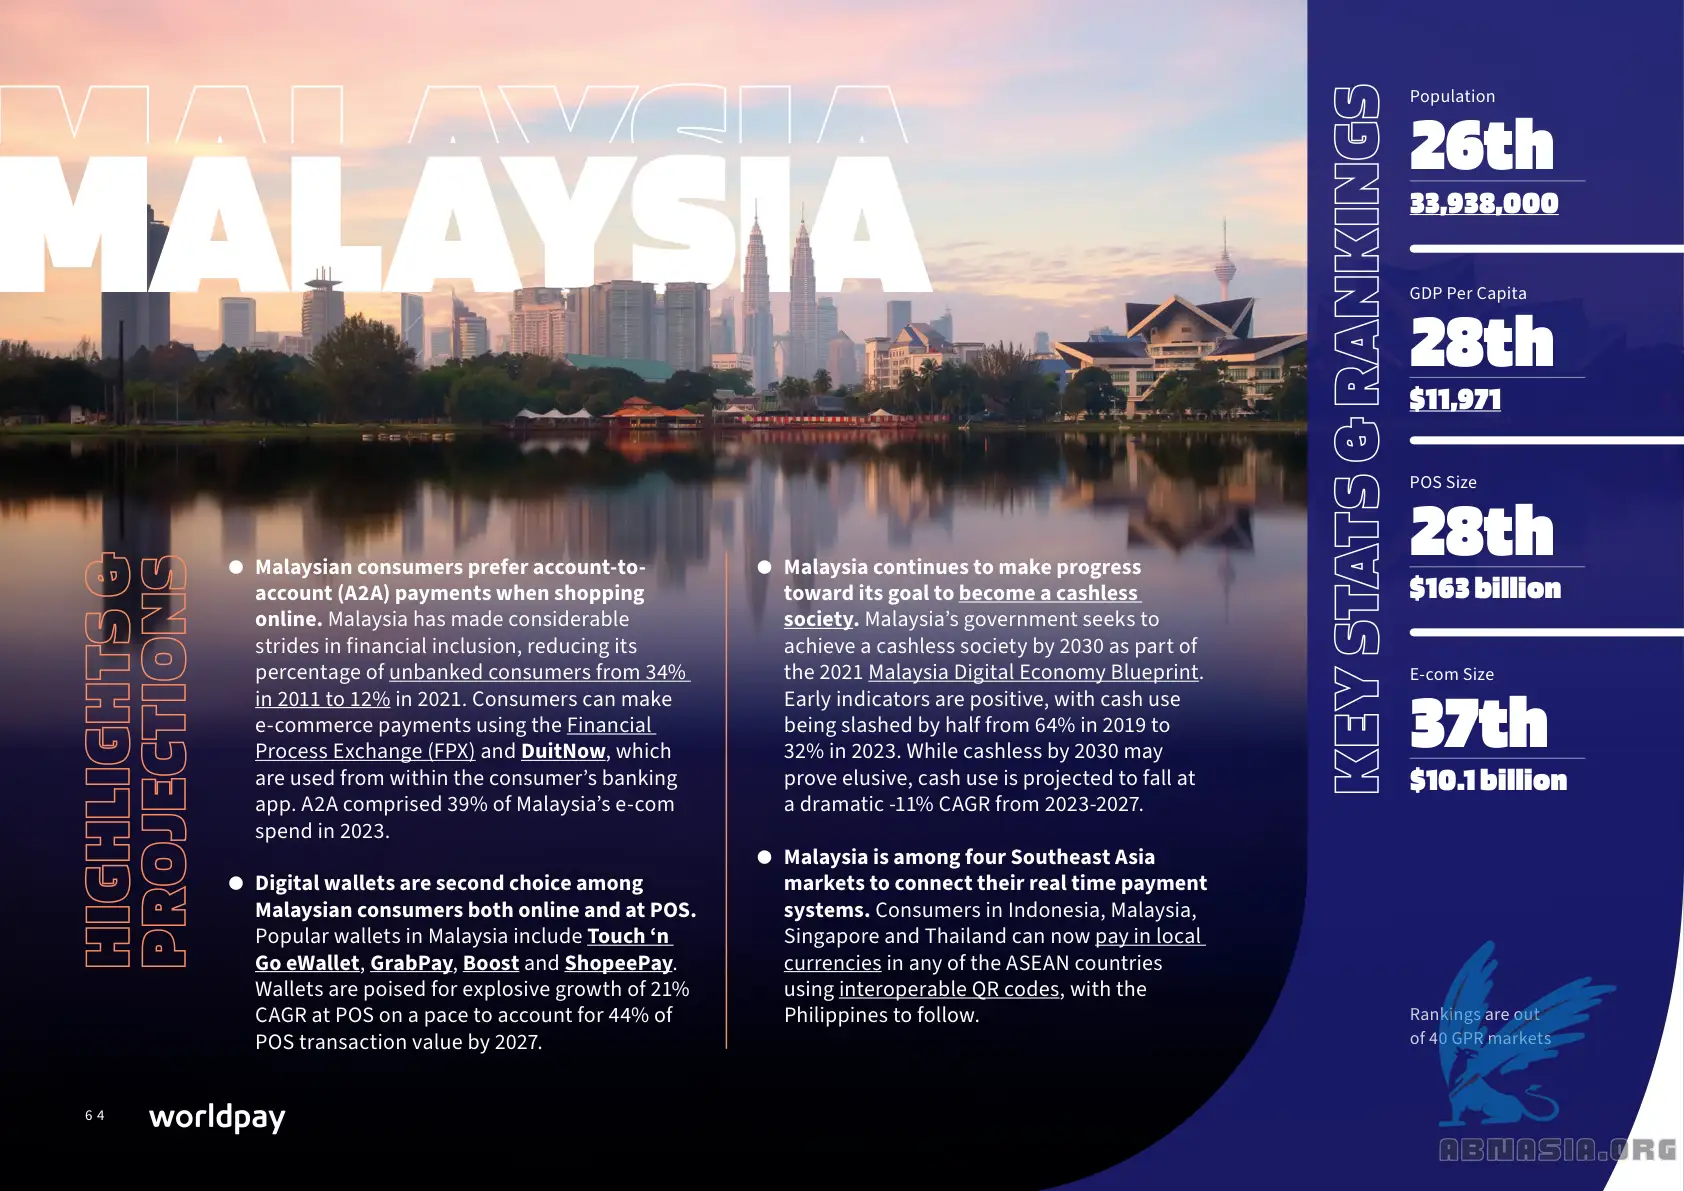 MALAYSIA
MALAYSIA
HIGHLIGHTS &
PROJECTIONS
● Malaysian consumers prefer account-to-
account (A2A) payments when shopping
online. Malaysia has made considerable
strides in financial inclusion, reducing its
percentage of unbanked consumers from 34%
in 2011 to 12% in 2021. Consumers can make
e-commerce payments using the Financial
Process Exchange (FPX) and DuitNow, which
are used from within the consumer’s banking
app. A2A comprised 39% of Malaysia’s e-com
spend in 2023.
● Digital wallets are second choice among
Malaysian consumers both online and at POS.
Popular wallets in Malaysia include Touch ‘n
Go eWallet, GrabPay, Boost and ShopeePay.
Wallets are poised for explosive growth of 21%
CAGR at POS on a pace to account for 44% of
POS transaction value by 2027.
● Malaysia continues to make progress
toward its goal to become a cashless
society. Malaysia’s government seeks to
achieve a cashless society by 2030 as part of
the 2021 Malaysia Digital Economy Blueprint.
Early indicators are positive, with cash use
being slashed by half from 64% in 2019 to
32% in 2023. While cashless by 2030 may
prove elusive, cash use is projected to fall at
a dramatic -11% CAGR from 2023-2027.
● Malaysia is among four Southeast Asia
markets to connect their real time payment
systems. Consumers in Indonesia, Malaysia,
Singapore and Thailand can now pay in local
currencies in any of the ASEAN countries
using interoperable QR codes, with the
Philippines to follow.
KEY STATS & RANKINGS
Population
26th
33,938,000
GDP Per Capita
28th
$11,971
POS Size
28th
$163 billion
E-com Size
37th
$10.1 billion
Rankings are out
of 40 GPR markets
64
worldpay
ABNASIA.ORG